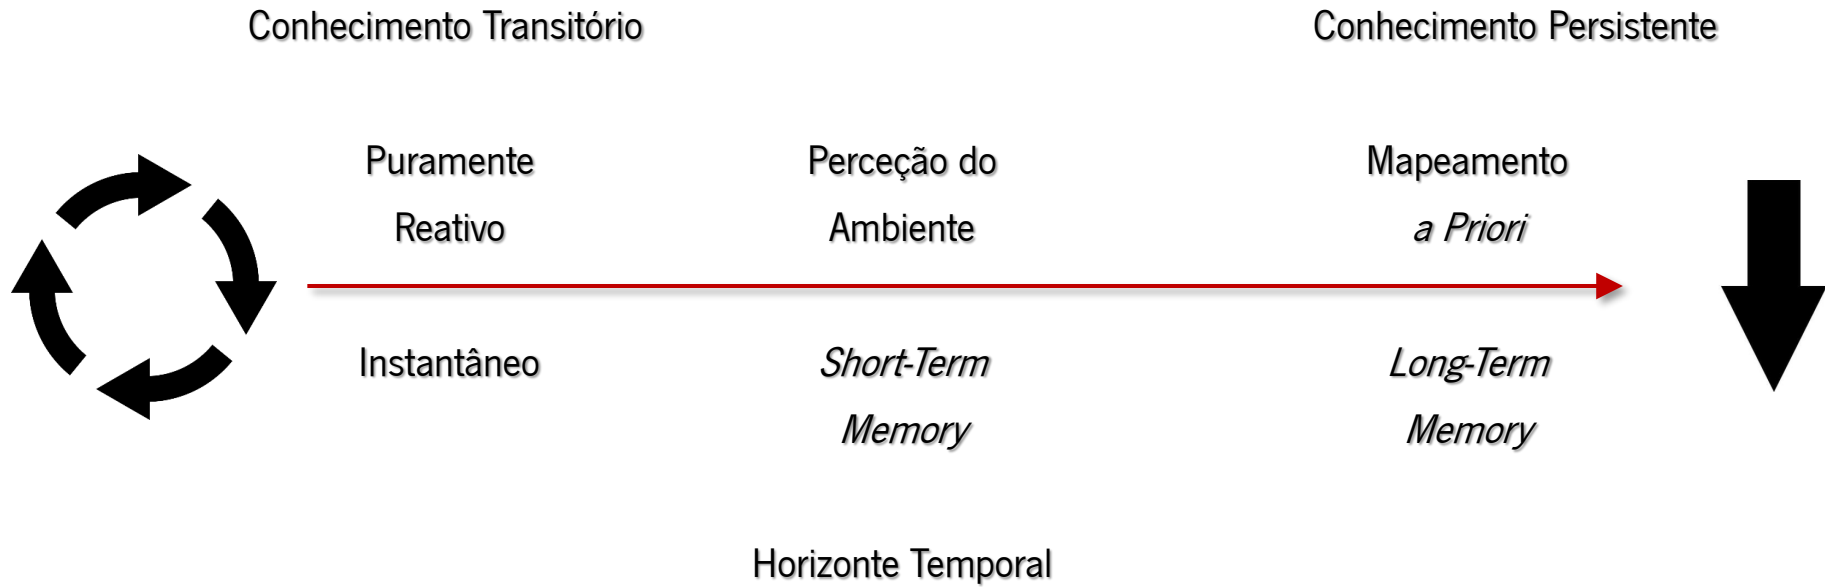 Conhecimento Transitório
Conhecimento Persistente
Puramente
Reativo
Perceção do
Ambiente
Mapeamento
a Priori
Instantâneo
Short-Term
Memory
Long-Term
Memory
Horizonte Temporal